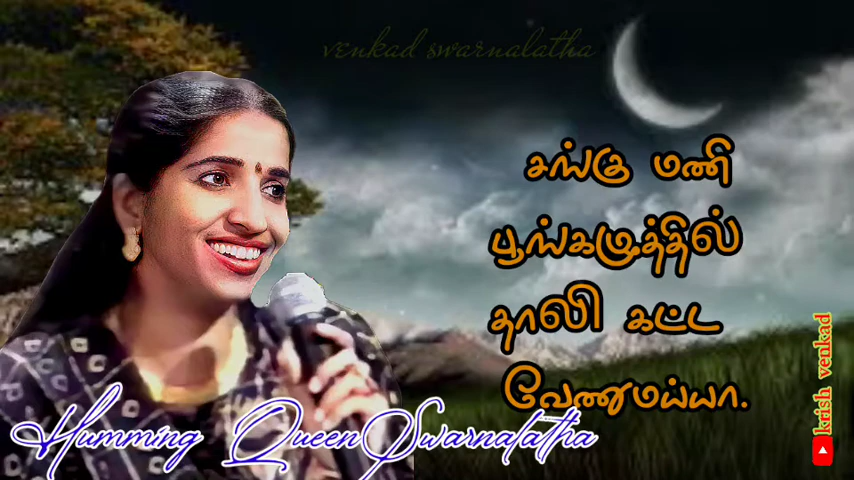 venkad swarnalatha
சங்கு மணி
பூங்கழுத்தில்
தாலி கட்ட
வேணுமய்யா.
Humming Queen Swarnalatha
krish venkad